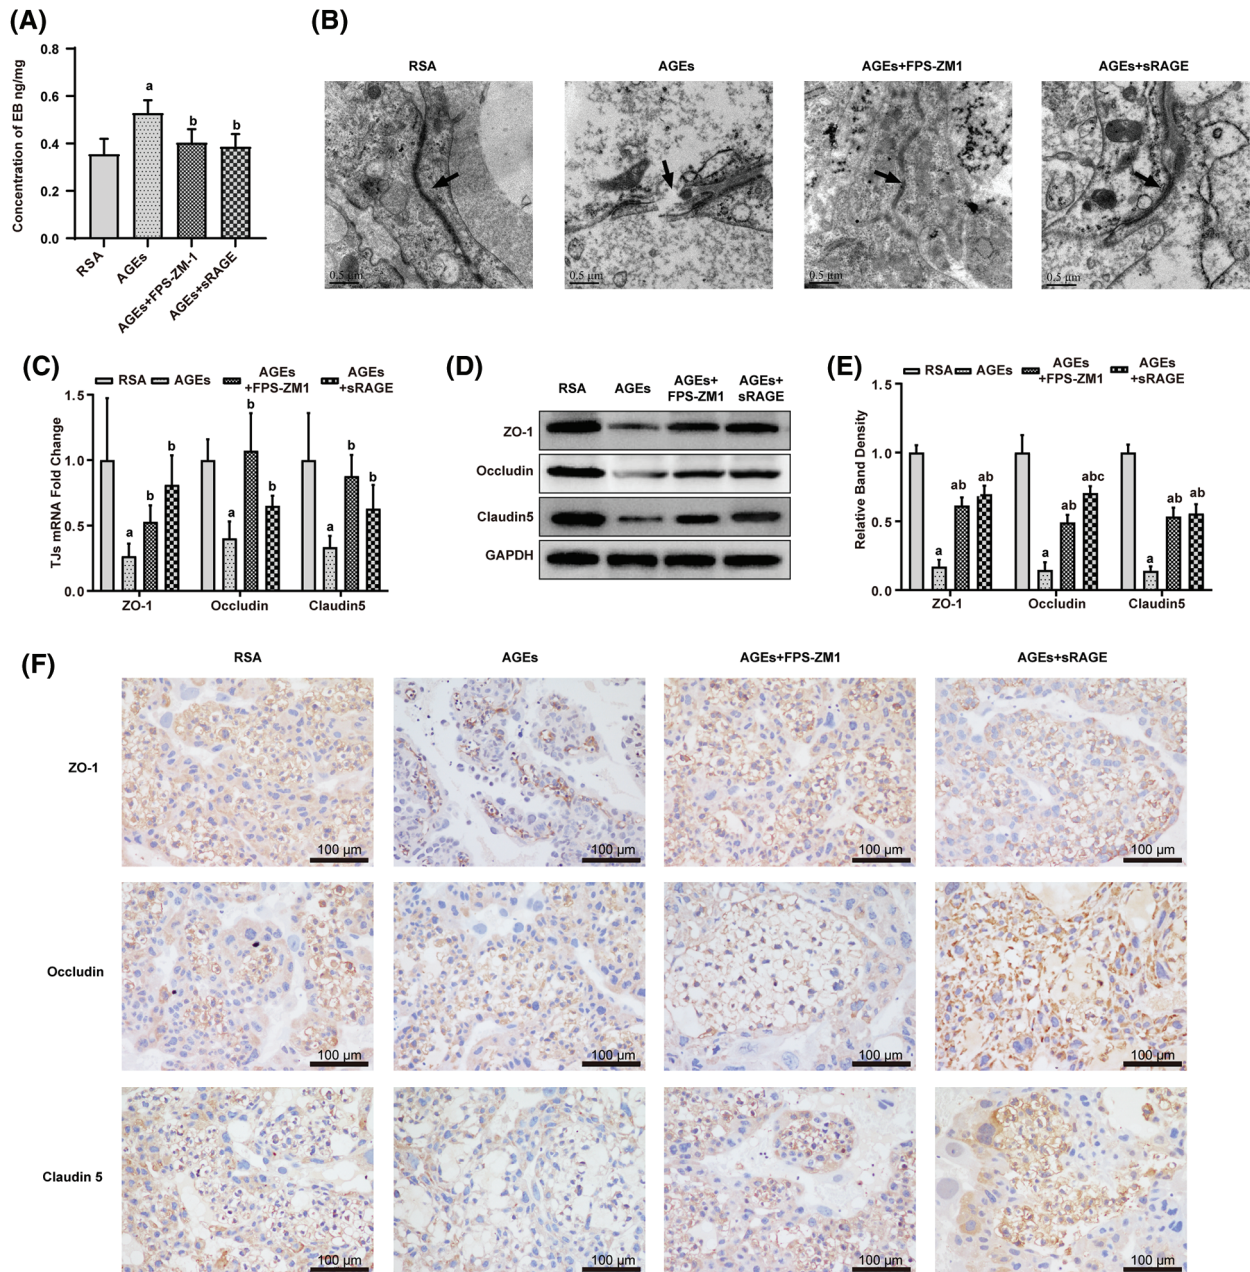 (A)
Concentration of EB ng/mg
0.8
0.6
0.4
0.2
0.0
a
b
b
RSA
AGEs
AGEs+FPS-ZM-1
AGEs+sRAGE
(B)
RSA
AGEs
AGEs+FPS-ZM1
AGEs+sRAGE
0.5 μm
0.5 μm
0.5 μm
0.5 μm
(C)
RSA
AGEs
AGEs
+FPS-ZM1
AGEs
+sRAGE
TJs mRNA Fold Change
1.5
1.0
0.5
0.0
a
b
b
a
b
b
a
b
b
ZO-1
Occludin
Claudin5
(D)
RSA
AGEs
AGEs+
FPS-ZM1
AGEs+
sRAGE
ZO-1
Occludin
Claudin5
GAPDH
(E)
RSA
AGEs
AGEs
+FPS-ZM1
AGEs
+sRAGE
Relative Band Density
1.5
1.0
0.5
0.0
a
ab
ab
a
ab
abc
a
ab
ab
ZO-1
Occludin
Claudin5
(F)
RSA
AGEs
AGEs+FPS-ZM1
AGEs+sRAGE
ZO-1
100 μm
100 μm
100 μm
100 μm
Occludin
100 μm
100 μm
100 μm
100 μm
Claudin 5
100 μm
100 μm
100 μm
100 μm